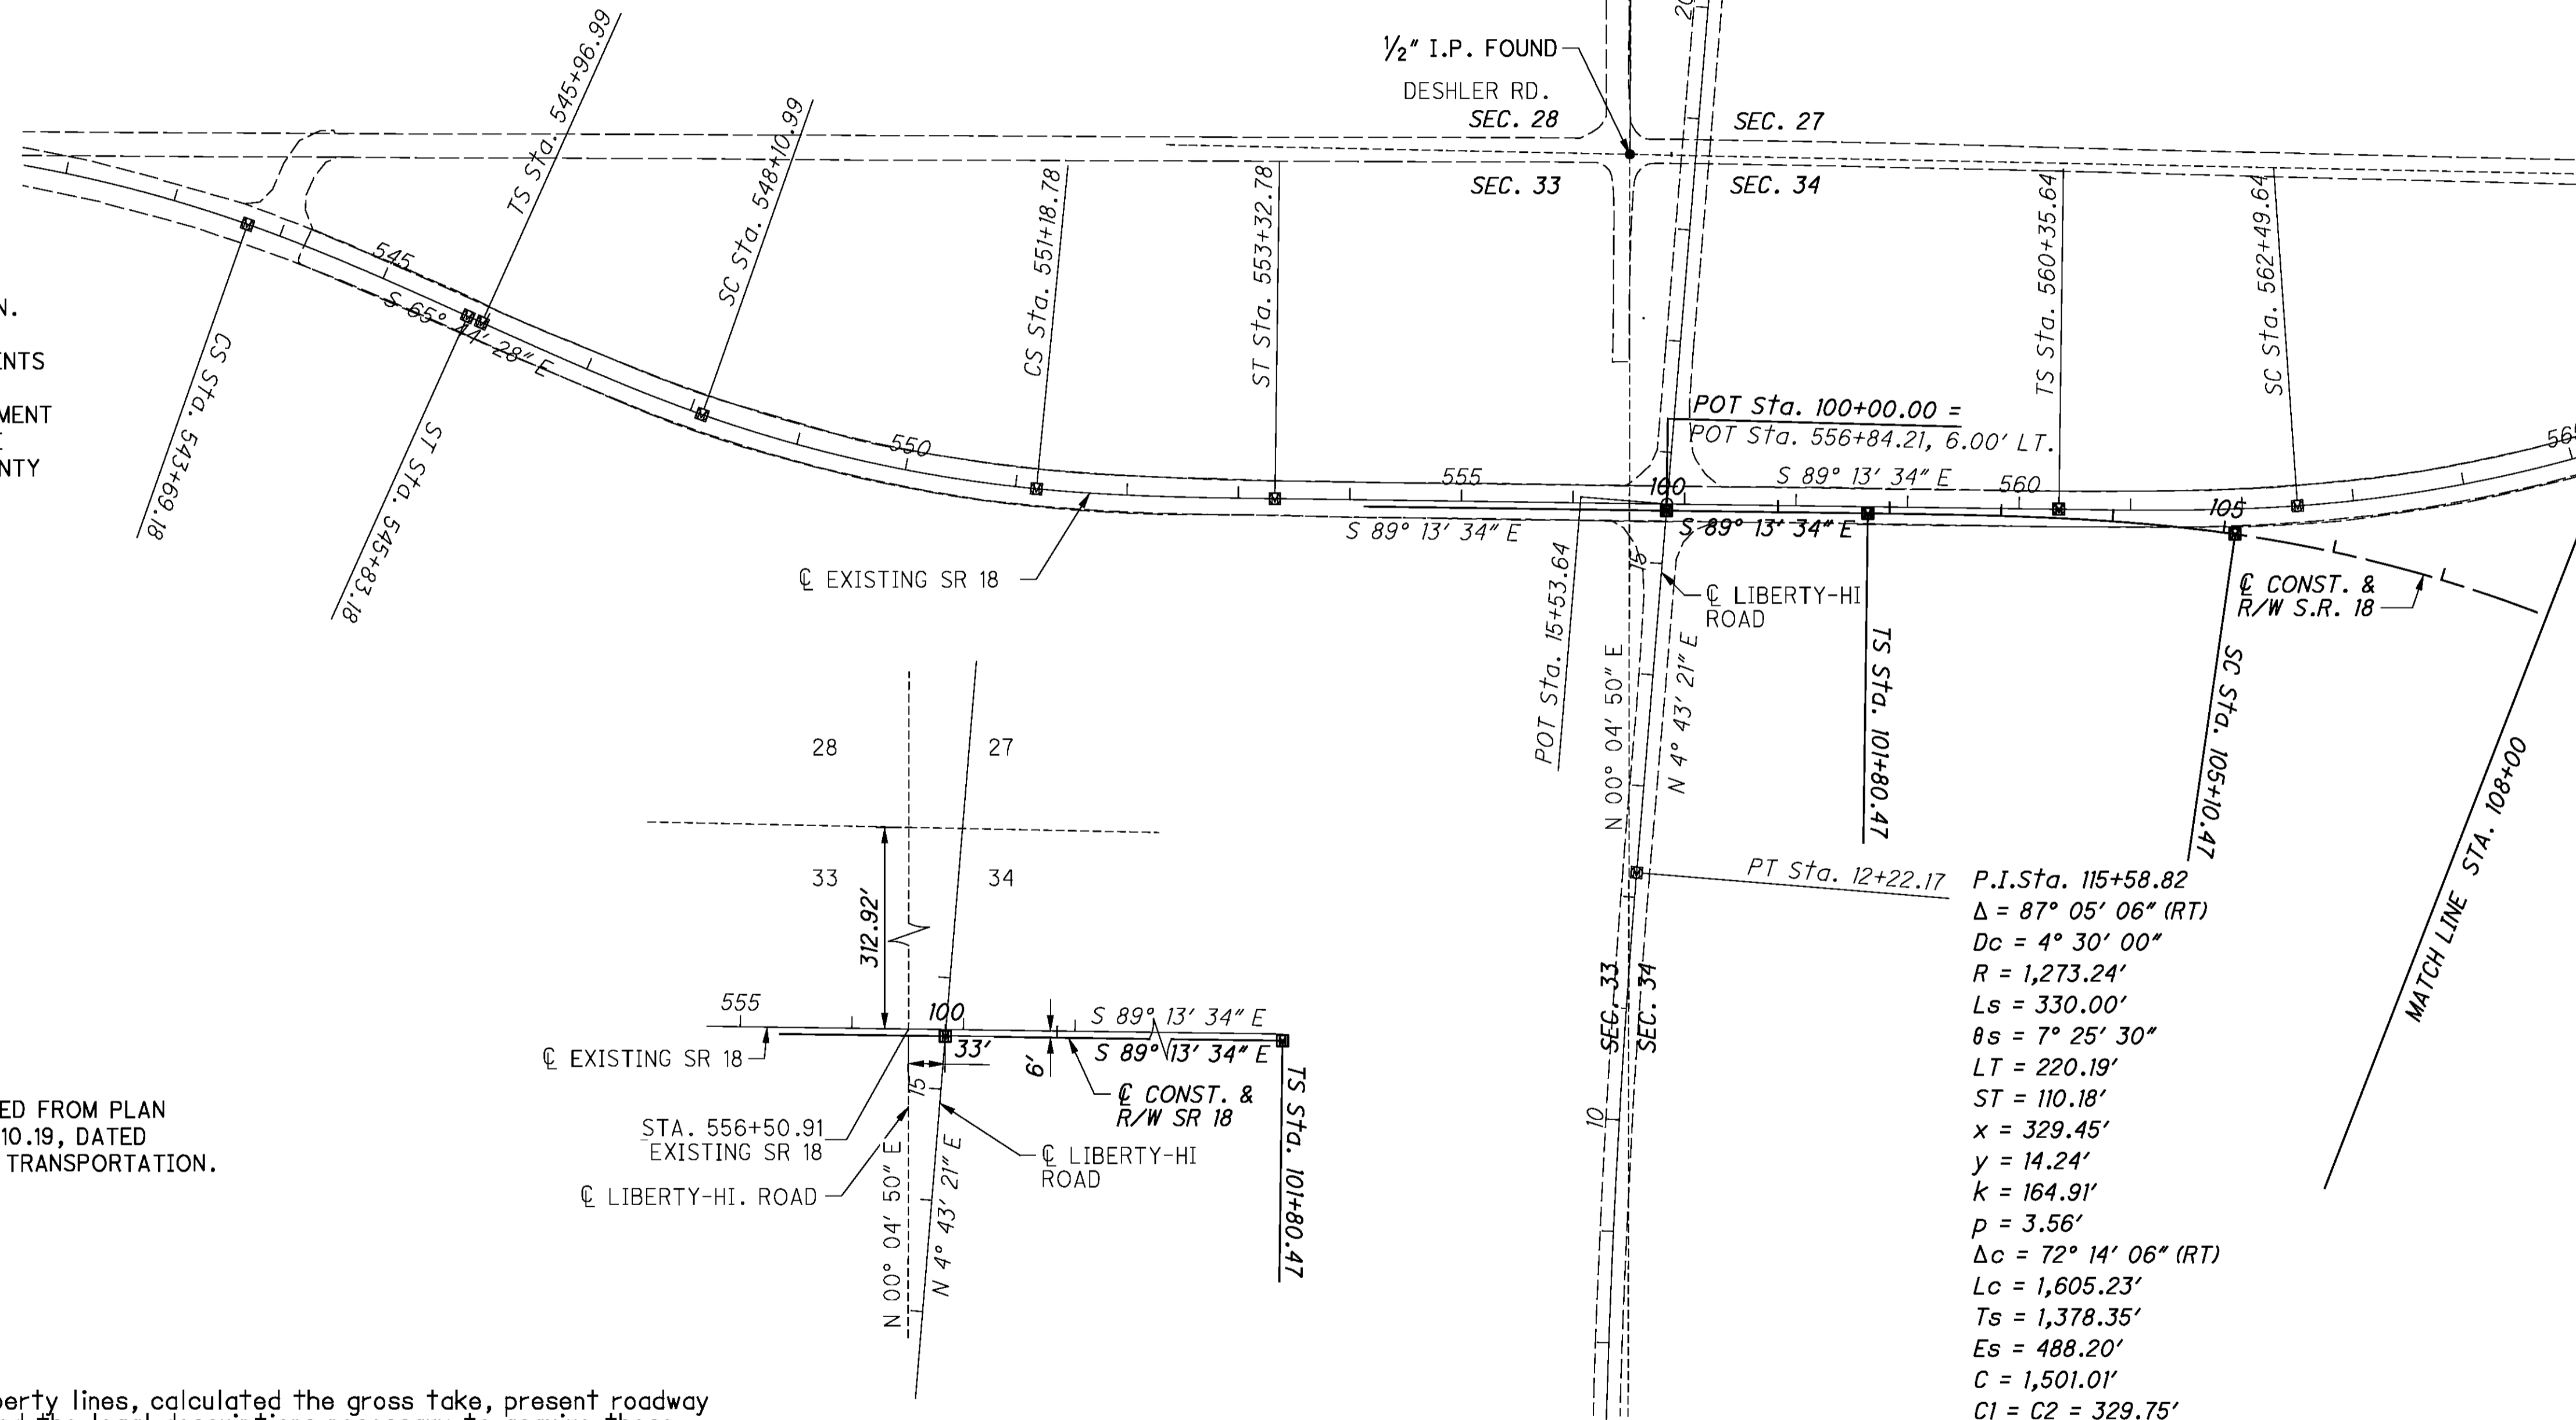 ½" I.P. FOUND
DESHLER RD.
SEC. 28
SEC. 27
SEC. 33
SEC. 34
20
TS Sta. 545+96.99
SC Sta. 548+10.99
CS Sta. 551+18.78
ST Sta. 553+32.78
TS Sta. 560+35.64
SC Sta. 562+49.64
545
S 65° 44' 28" E
CS Sta. 543+69.18
ST Sta. 545+83.18
550
555
560
POT Sta. 100+00.00 =
POT Sta. 556+84.21, 6.00' LT.
S 89° 13' 34" E
100
105
S 89° 13' 34" E
S 89° 13' 34" E
℄ EXISTING SR 18
15
POT Sta. 15+53.64
℄ LIBERTY-HI
ROAD
℄ CONST. &
R/W S.R. 18
N 00° 04' 50" E
N 4° 43' 21" E
TS Sta. 101+80.47
SC Sta. 105+10.47
MATCH LINE STA. 108+00
PT Sta. 12+22.17
SEC. 33
SEC. 34
10
N.
ENTS
MENT
NTY
28
27
33
34
312.92'
555
100
S 89° 13' 34" E
S 89° 13' 34" E
33'
6'
15
℄ EXISTING SR 18
℄ CONST. &
R/W SR 18
STA. 556+50.91
EXISTING SR 18
℄ LIBERTY-HI
ROAD
℄ LIBERTY-HI. ROAD
N 00° 04' 50" E
N 4° 43' 21" E
TS Sta. 101+80.47
P.I.Sta. 115+58.82
Δ = 87° 05' 06" (RT)
Dc = 4° 30' 00"
R = 1,273.24'
Ls = 330.00'
θs = 7° 25' 30"
LT = 220.19'
ST = 110.18'
x = 329.45'
y = 14.24'
k = 164.91'
p = 3.56'
Δc = 72° 14' 06" (RT)
Lc = 1,605.23'
Ts = 1,378.35'
Es = 488.20'
C = 1,501.01'
C1 = C2 = 329.75'
ED FROM PLAN
10.19, DATED
TRANSPORTATION.
erty lines, calculated the gross take, present roadway